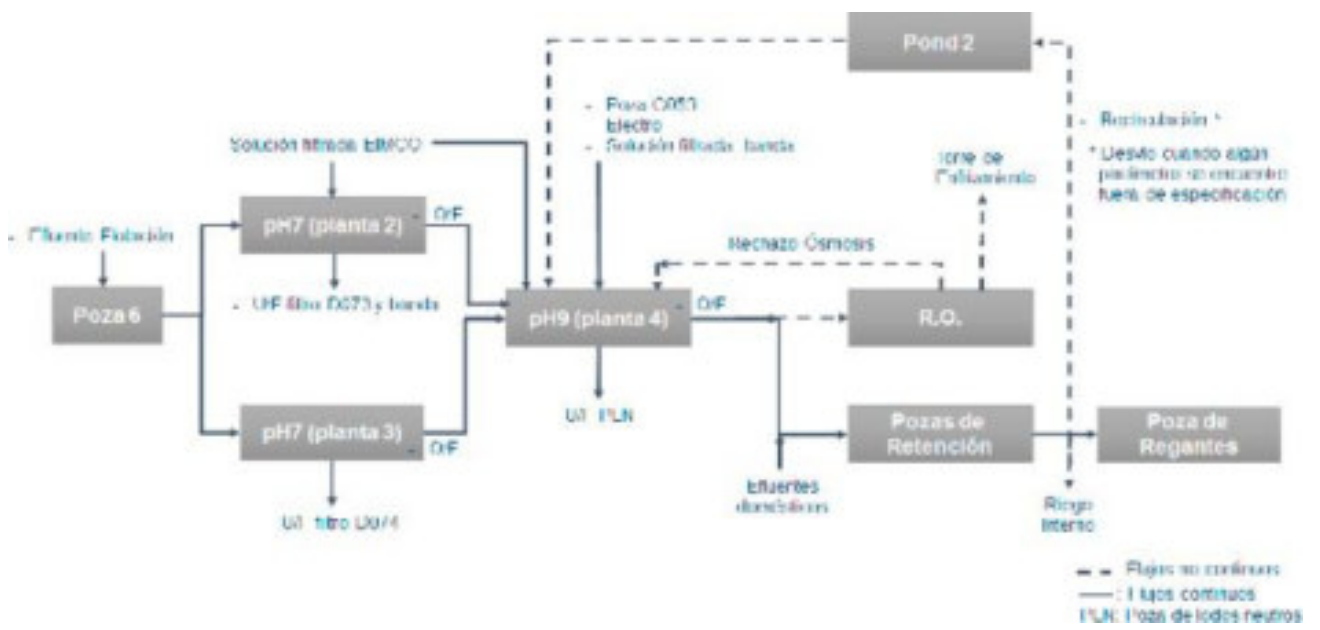 Pond 2
- Poza C053
Electro
- Solución filtrada banda
Solución filtrada EIMCO
- Recirculación *
* Desvío cuando algún
parámetro se encuentre
fuera de especificación
Torre de
Enfriamiento
- Efluente Flotación
pH7 (planta 2)
- O/F
Rechazo Ósmosis
Poza 6
- U/F filtro D073 y banda
pH9 (planta 4)
- O/F
R.O.
U/F PLN
pH7 (planta 3)
- O/F
Pozas de
Retención
Poza de
Regantes
U/F filtro D074
Efluentes
domésticos
Riego
Interno
Flujos no continuos
: Flujos continuos
PLN: Poza de lodos neutros